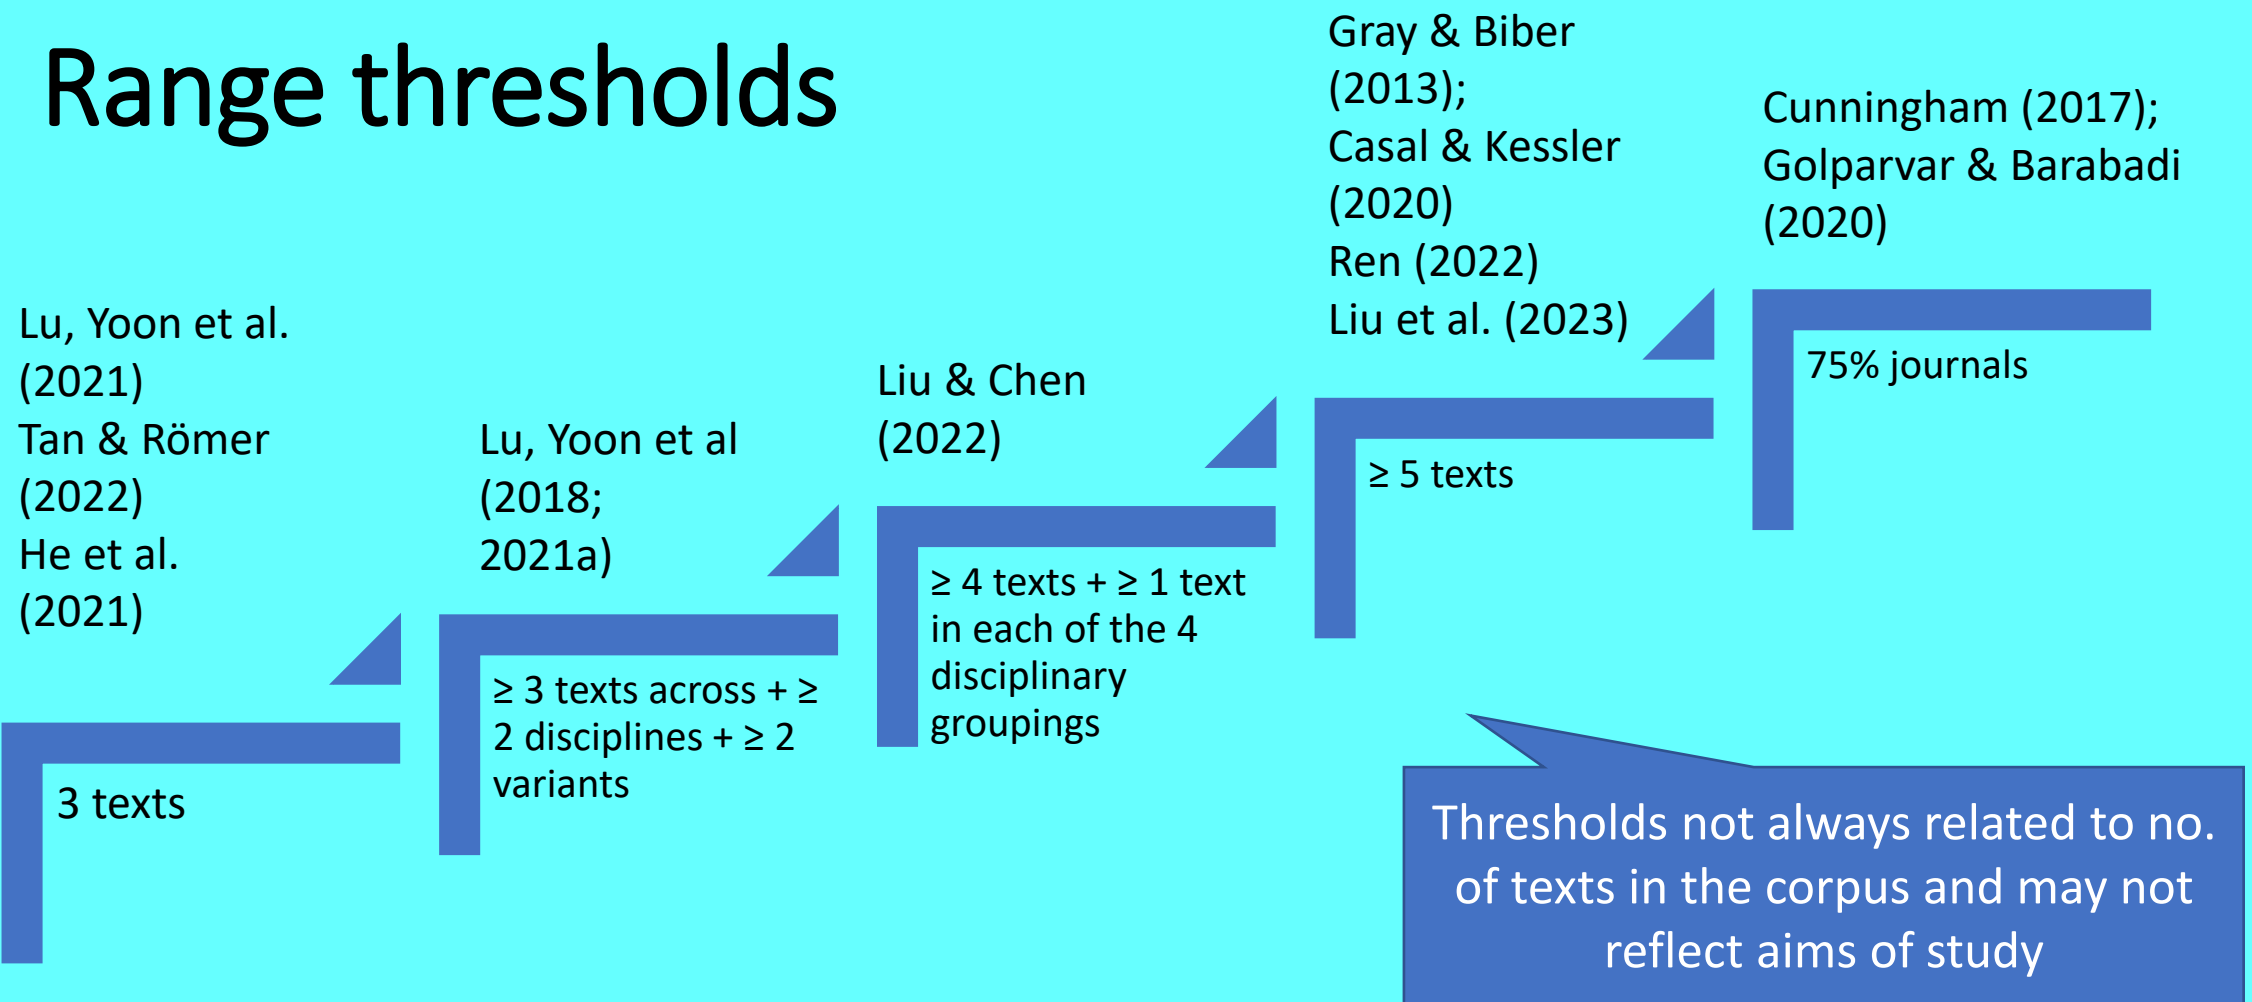 Range thresholds
Lu, Yoon et al.
(2021)
Tan & Römer
(2022)
He et al.
(2021)
3 texts
Lu, Yoon et al
(2018;
2021a)
≥ 3 texts across + ≥
2 disciplines + ≥ 2
variants
Liu & Chen
(2022)
≥ 4 texts + ≥ 1 text
in each of the 4
disciplinary
groupings
Gray & Biber
(2013);
Casal & Kessler
(2020)
Ren (2022)
Liu et al. (2023)
≥ 5 texts
Cunningham (2017);
Golparvar & Barabadi
(2020)
75% journals
Thresholds not always related to no.
of texts in the corpus and may not
reflect aims of study